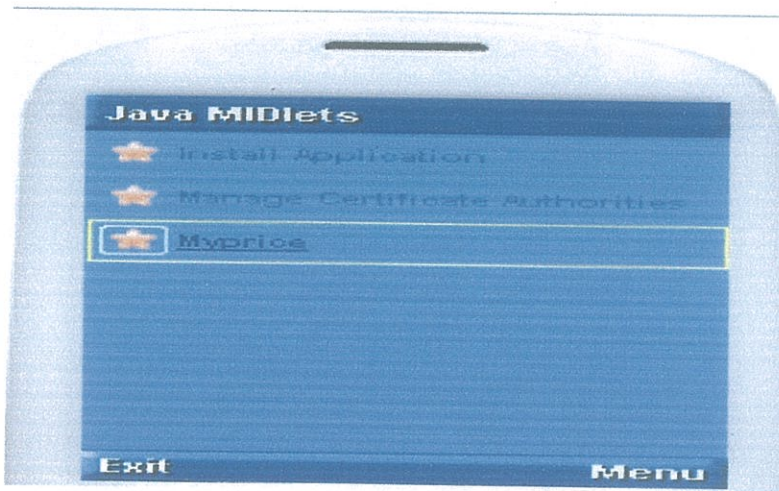 Java MIDlets
Install Application
Manage Certificate Authorities
Myprice
Exit
Menu